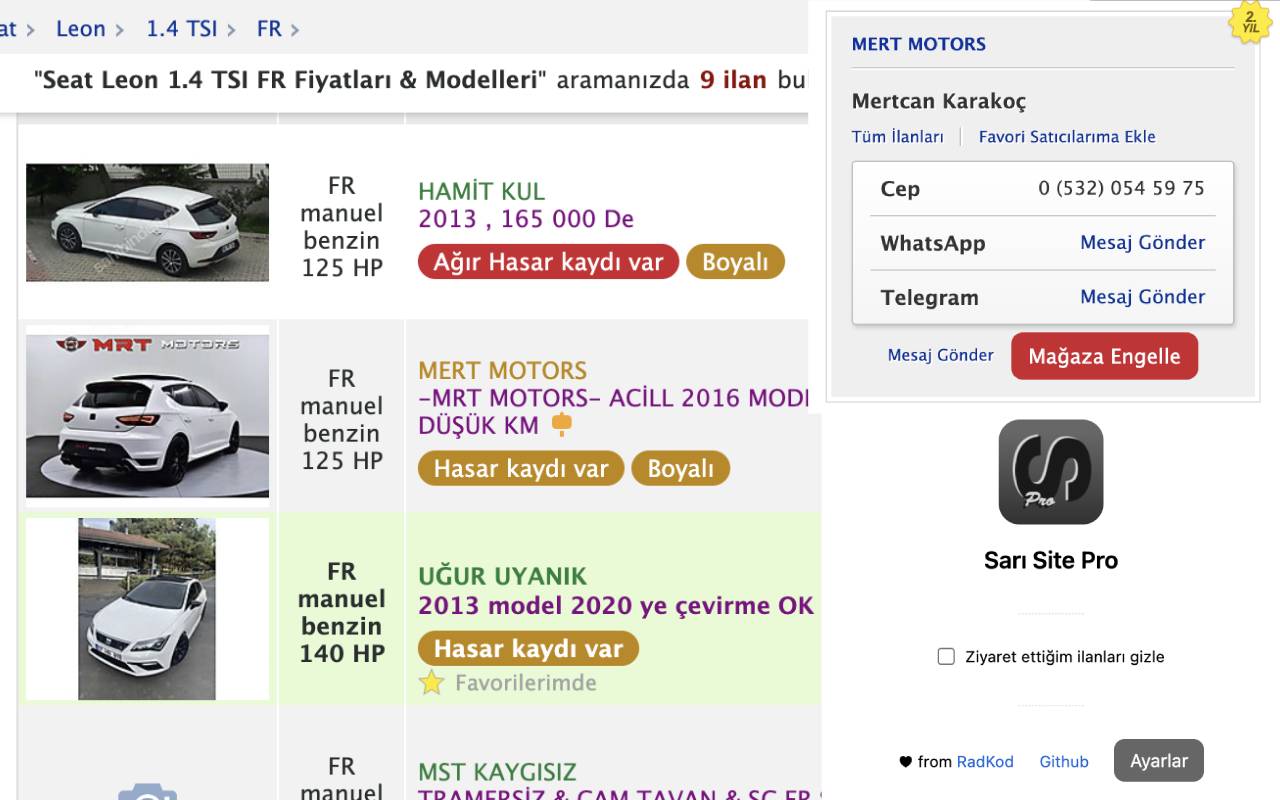 at > Leon > 1.4 TSI > FR >
"Seat Leon 1.4 TSI FR Fiyatları & Modelleri" aramanızda 9 ilan bul
FR
manuel
benzin
125 HP
HAMİT KUL
2013 , 165 000 De
Ağır Hasar kaydı var
Boyalı
MRT MOTORS
FR
manuel
benzin
125 HP
MERT MOTORS
-MRT MOTORS- ACİLL 2016 MODE
DÜŞÜK KM
Hasar kaydı var
Boyalı
FR
manuel
benzin
140 HP
UĞUR UYANIK
2013 model 2020 ye çevirme OK
Hasar kaydı var
Favorilerimde
FR
manuel
MST KAYGISIZ
TRAMERSİZ & CAM TAVAN & SG FR
2.
YIL
MERT MOTORS
Mertcan Karakoç
Tüm İlanları
Favori Satıcılarıma Ekle
Cep 0 (532) 054 59 75
WhatsApp Mesaj Gönder
Telegram Mesaj Gönder
Mesaj Gönder
Mağaza Engelle
Pro
Sarı Site Pro
Ziyaret ettiğim ilanları gizle
from RadKod
Github
Ayarlar